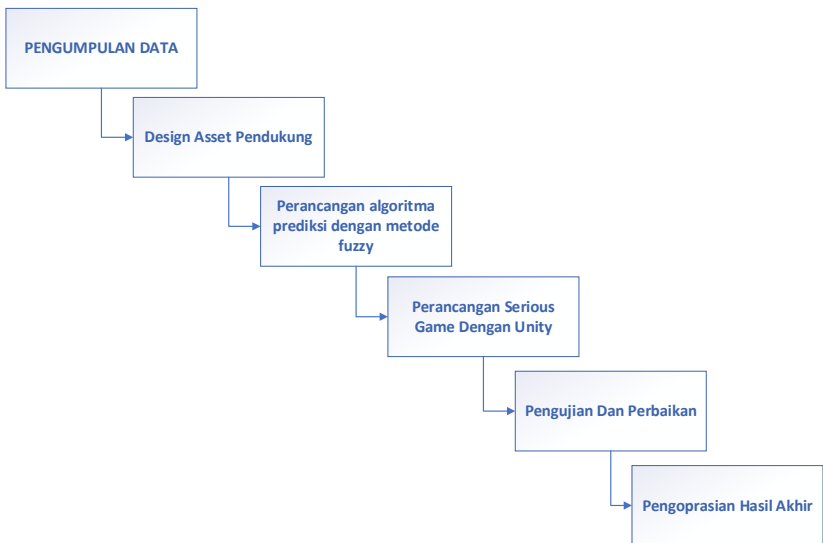 PENGUMPULAN DATA
Design Asset Pendukung
Perancangan algoritma
prediksi dengan metode
fuzzy
Perancangan Serious
Game Dengan Unity
Pengujian Dan Perbaikan
Pengoprasian Hasil Akhir